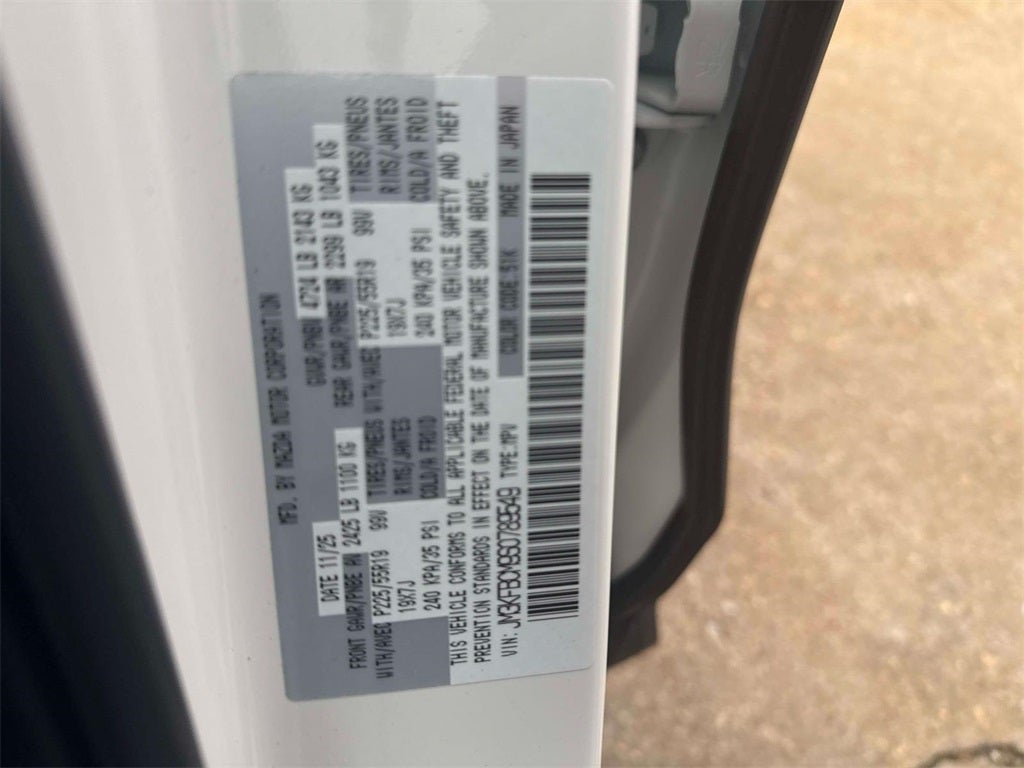 MFD. BY MAZDA MOTOR CORPORATION
DATE 11/25 GVWR/PNBV 4724 LB 2143 KG
FRONT GAWR/PNBE AV 2425 LB 1100 KG REAR GAWR/PNBE AR 2299 LB 1043 KG
WITH/AVEC P225/55R19 99V TIRES/PNEUS WITH/AVEC P225/55R19 99V TIRES/PNEUS
19X7J RIMS/JANTES 19X7J RIMS/JANTES
240 KPA/35 PSI COLD/A FROID 240 KPA/35 PSI COLD/A FROID
THIS VEHICLE CONFORMS TO ALL APPLICABLE FEDERAL MOTOR VEHICLE SAFETY AND THEFT
PREVENTION STANDARDS IN EFFECT ON THE DATE OF MANUFACTURE SHOWN ABOVE.
VIN: TYPE:MPV COLOR CODE:51K MADE IN JAPAN